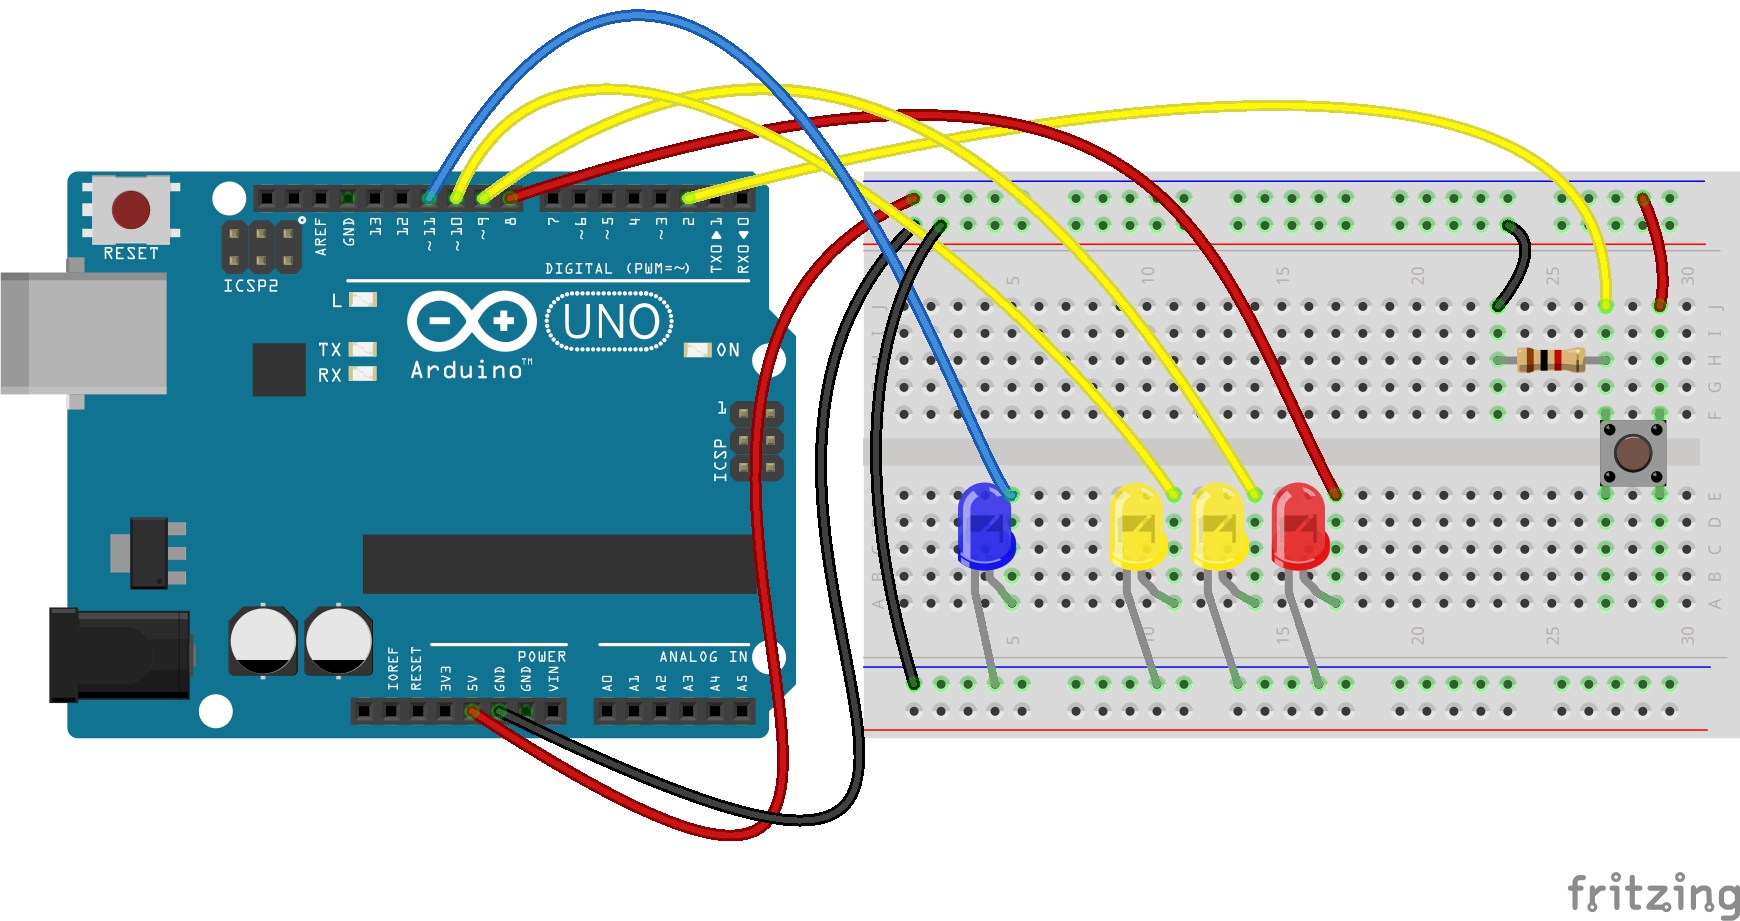 RESET
ICSP2
AREF
GND
13
12
~11
~10
~9
8
7
~6
~5
4
~3
2
TX0▶1
RX0◀0
DIGITAL (PWM=~)
L
TX
RX
UNO
Arduino™
ON
1
ICSP
IOREF
RESET
3V3
5V
GND
GND
VIN
POWER
ANALOG IN
A0
A1
A2
A3
A4
A5
5
10
15
20
25
30
J
I
H
G
F
E
D
C
B
A
J
I
H
G
F
E
D
C
B
A
5
10
15
20
25
30
fritzing